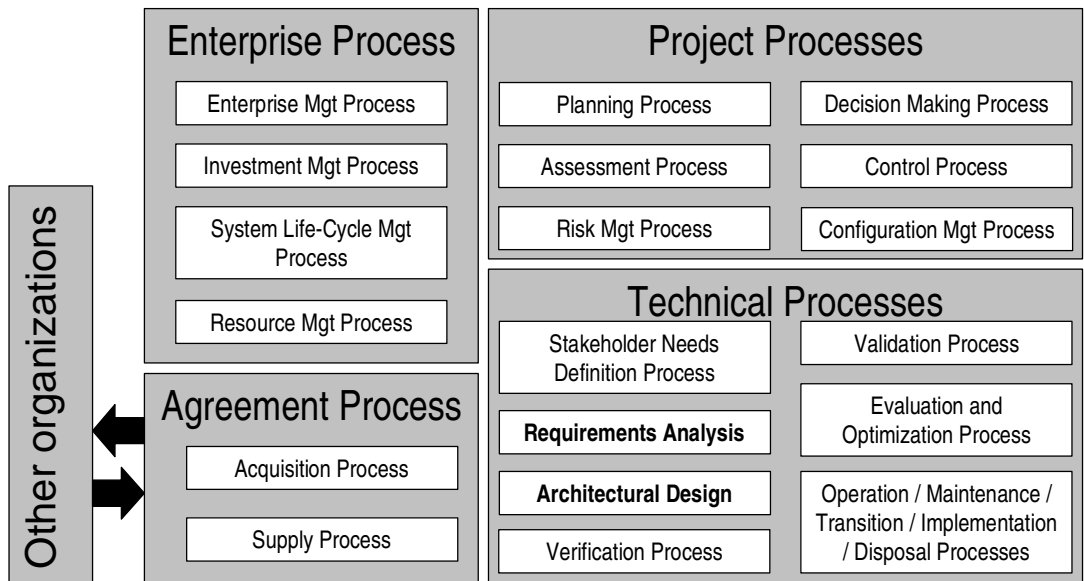 Other organizations
Enterprise Process
Enterprise Mgt Process
Investment Mgt Process
System Life-Cycle Mgt
Process
Resource Mgt Process
Agreement Process
Acquisition Process
Supply Process
Project Processes
Planning Process
Decision Making Process
Assessment Process
Control Process
Risk Mgt Process
Configuration Mgt Process
Technical Processes
Stakeholder Needs
Definition Process
Requirements Analysis
Architectural Design
Verification Process
Validation Process
Evaluation and
Optimization Process
Operation / Maintenance /
Transition / Implementation
/ Disposal Processes